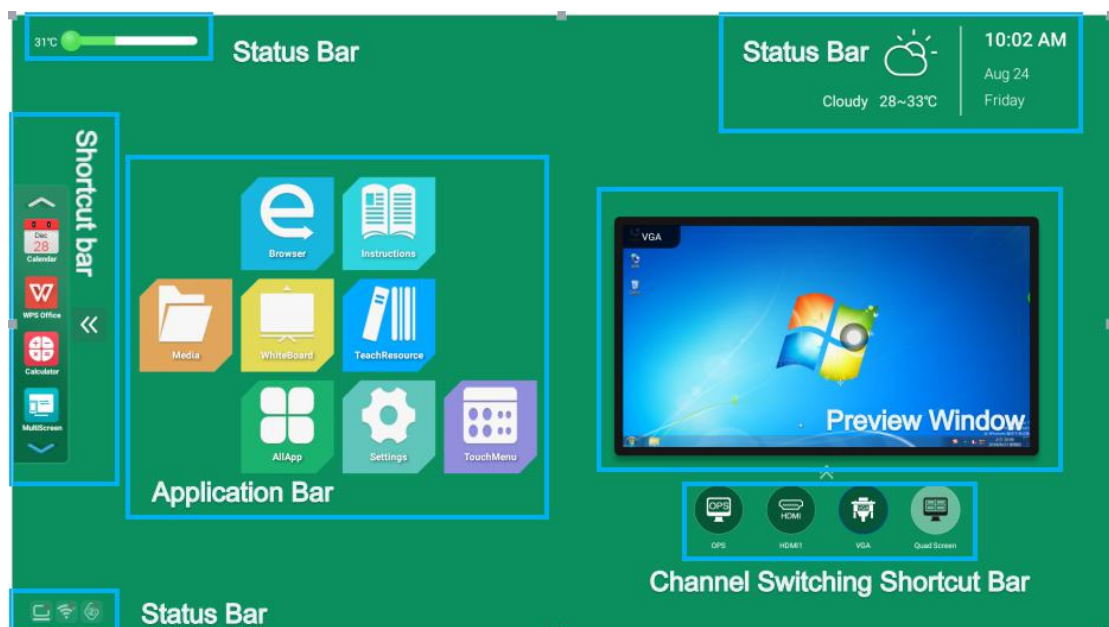 31℃
Status Bar
Status Bar
Cloudy 28~33℃
10:02 AM
Aug 24
Friday
Shortcut bar
Dec
28
Calendar
WPS Office
Calculator
MultiScreen
Browser
Instructions
Media
WhiteBoard
TeachResource
AllApp
Settings
TouchMenu
Application Bar
VGA
Preview Window
OPS
OPS
HDMI
HDMI1
VGA
Quad Screen
Channel Switching Shortcut Bar
Status Bar